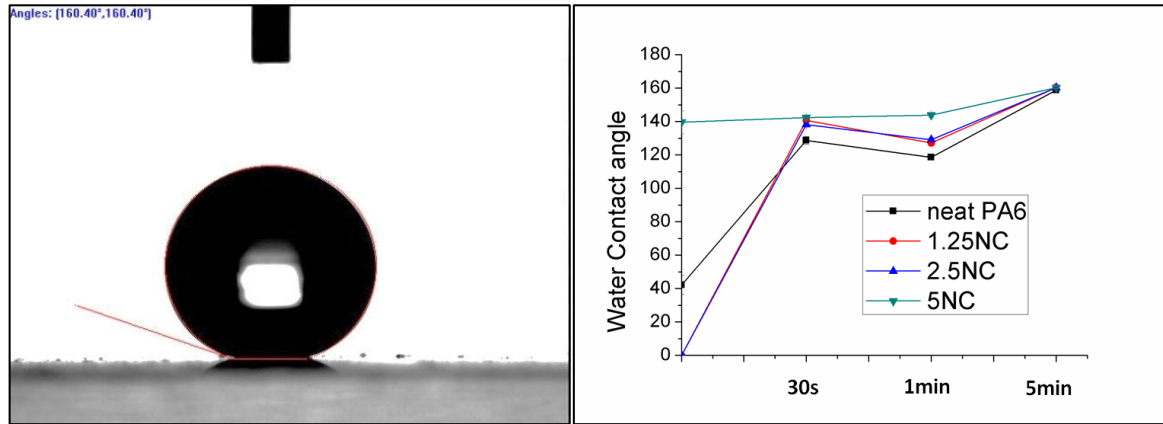 Angles: (160.40°,160.40°)
Water Contact angle
180
160
140
120
100
80
60
40
20
0
neat PA6
1.25NC
2.5NC
5NC
30s 1min 5min